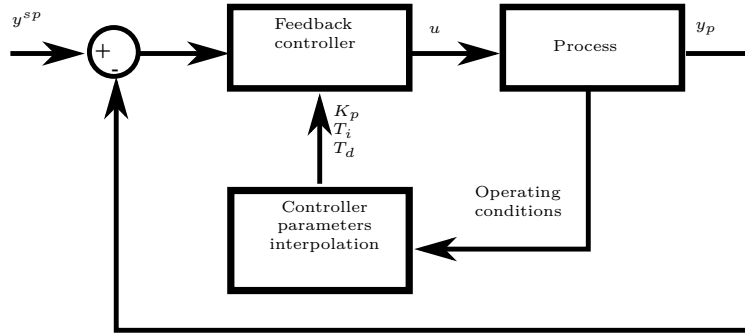 y^{sp}
+
-
Feedback
controller
u
Process
y_p
K_p
T_i
T_d
Operating
conditions
Controller
parameters
interpolation